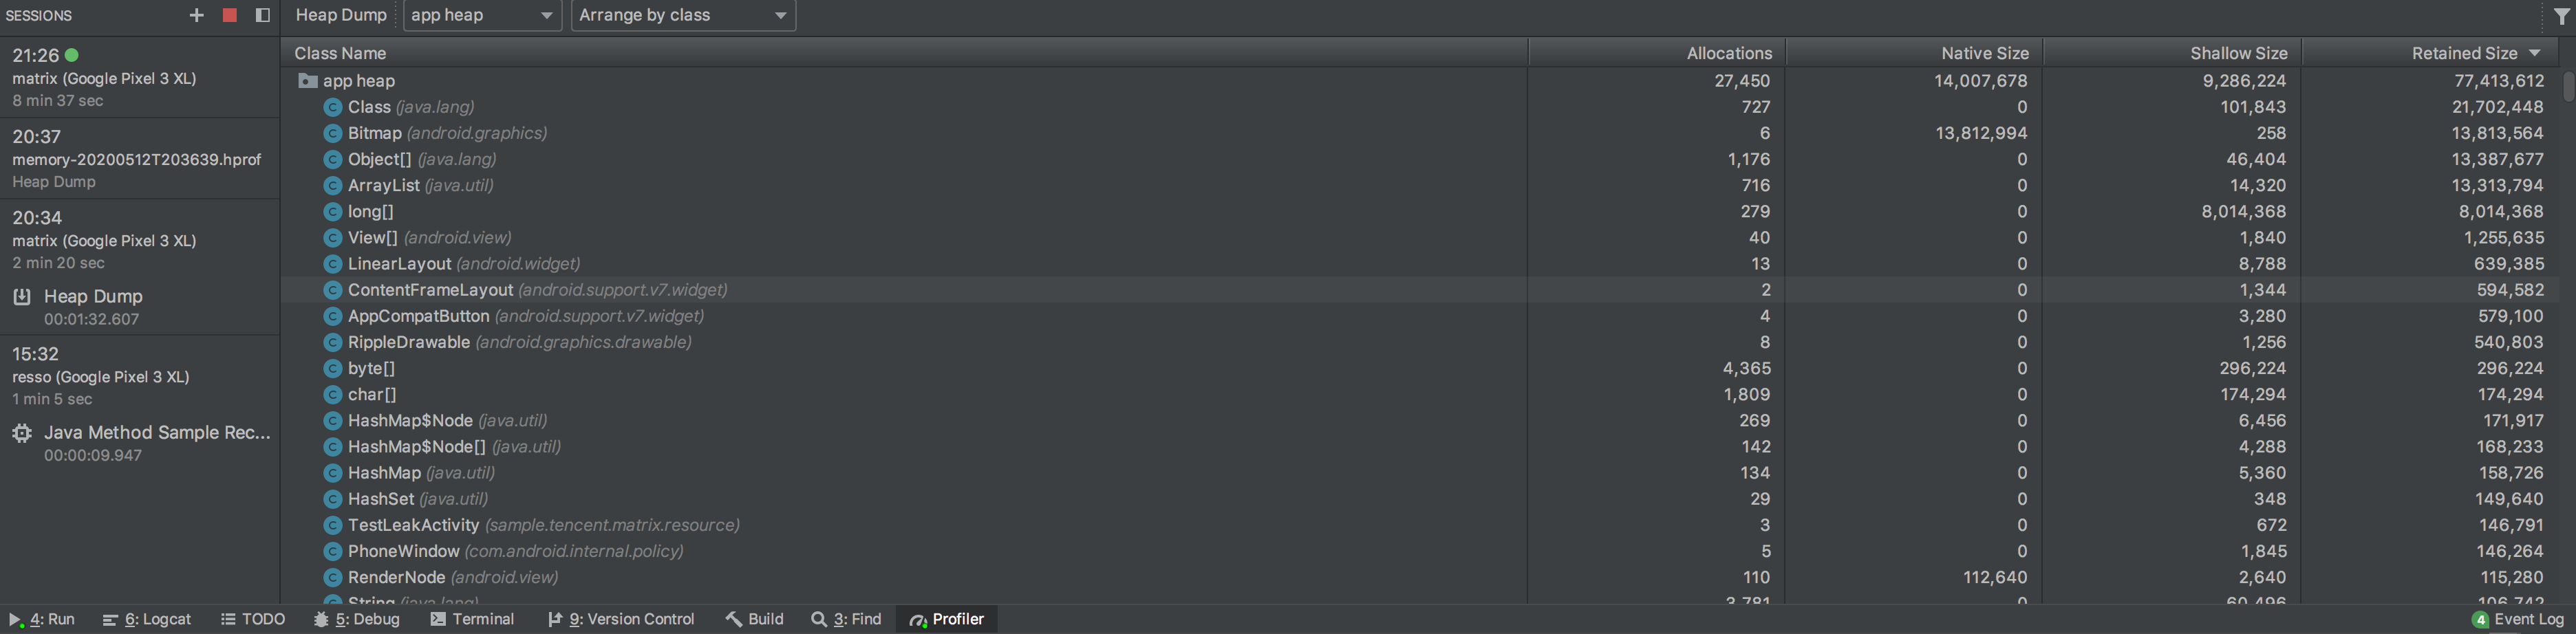 SESSIONS
21:26
matrix (Google Pixel 3 XL)
8 min 37 sec
20:37
memory-20200512T203639.hprof
Heap Dump
20:34
matrix (Google Pixel 3 XL)
2 min 20 sec
Heap Dump
00:01:32.607
15:32
resso (Google Pixel 3 XL)
1 min 5 sec
Java Method Sample Rec...
00:00:09.947
Heap Dump app heap Arrange by class
Class Name Allocations Native Size Shallow Size Retained Size
app heap 27,450 14,007,678 9,286,224 77,413,612
Class (java.lang) 727 0 101,843 21,702,448
Bitmap (android.graphics) 6 13,812,994 258 13,813,564
Object[] (java.lang) 1,176 0 46,404 13,387,677
ArrayList (java.util) 716 0 14,320 13,313,794
long[] 279 0 8,014,368 8,014,368
View[] (android.view) 40 0 1,840 1,255,635
LinearLayout (android.widget) 13 0 8,788 639,385
ContentFrameLayout (android.support.v7.widget) 2 0 1,344 594,582
AppCompatButton (android.support.v7.widget) 4 0 3,280 579,100
RippleDrawable (android.graphics.drawable) 8 0 1,256 540,803
byte[] 4,365 0 296,224 296,224
char[] 1,809 0 174,294 174,294
HashMap$Node (java.util) 269 0 6,456 171,917
HashMap$Node[] (java.util) 142 0 4,288 168,233
HashMap (java.util) 134 0 5,360 158,726
HashSet (java.util) 29 0 348 149,640
TestLeakActivity (sample.tencent.matrix.resource) 3 0 672 146,791
PhoneWindow (com.android.internal.policy) 5 0 1,845 146,264
RenderNode (android.view) 110 112,640 2,640 115,280
String (java.lang) 3,781 0 60,496 106,742
4: Run 6: Logcat TODO 5: Debug Terminal 9: Version Control Build 3: Find Profiler 4 Event Log